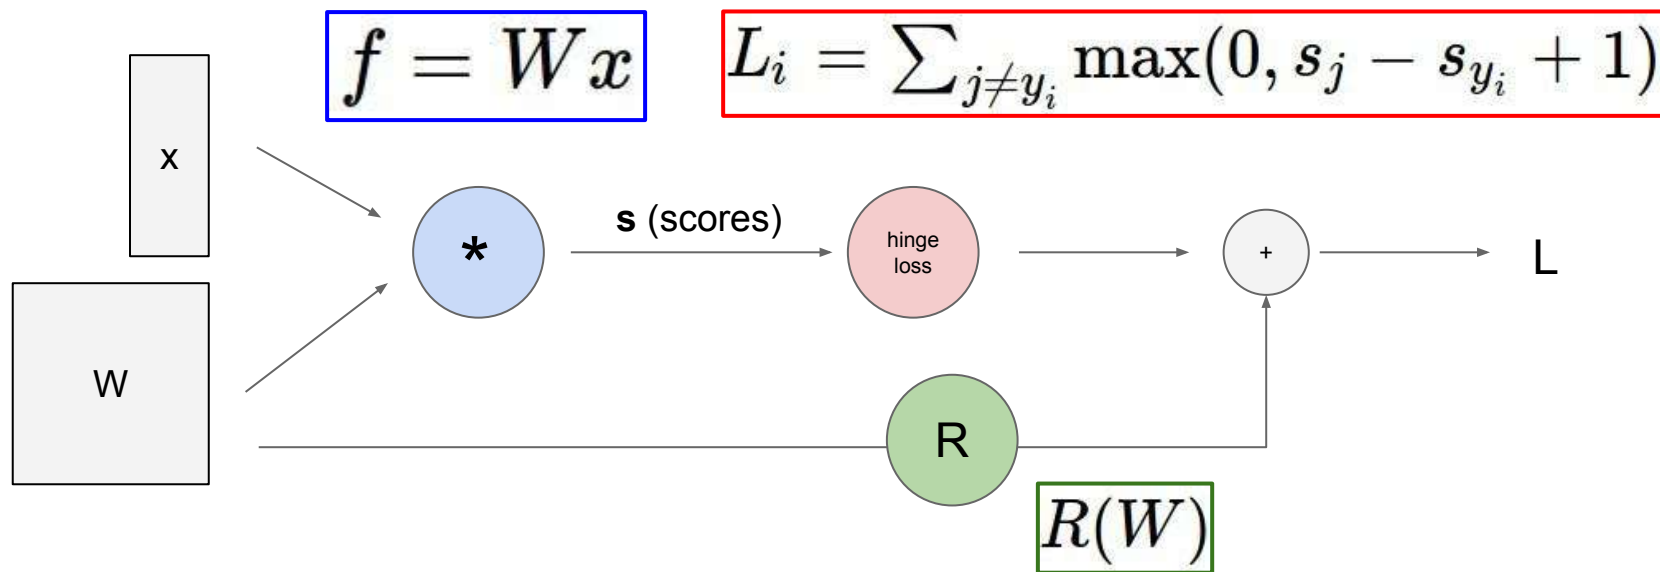 f = Wx
L_i = ∑_{j≠y_i} max(0, s_j − s_{y_i} + 1)
x
*
s (scores)
hinge
loss
+
L
W
R
R(W)